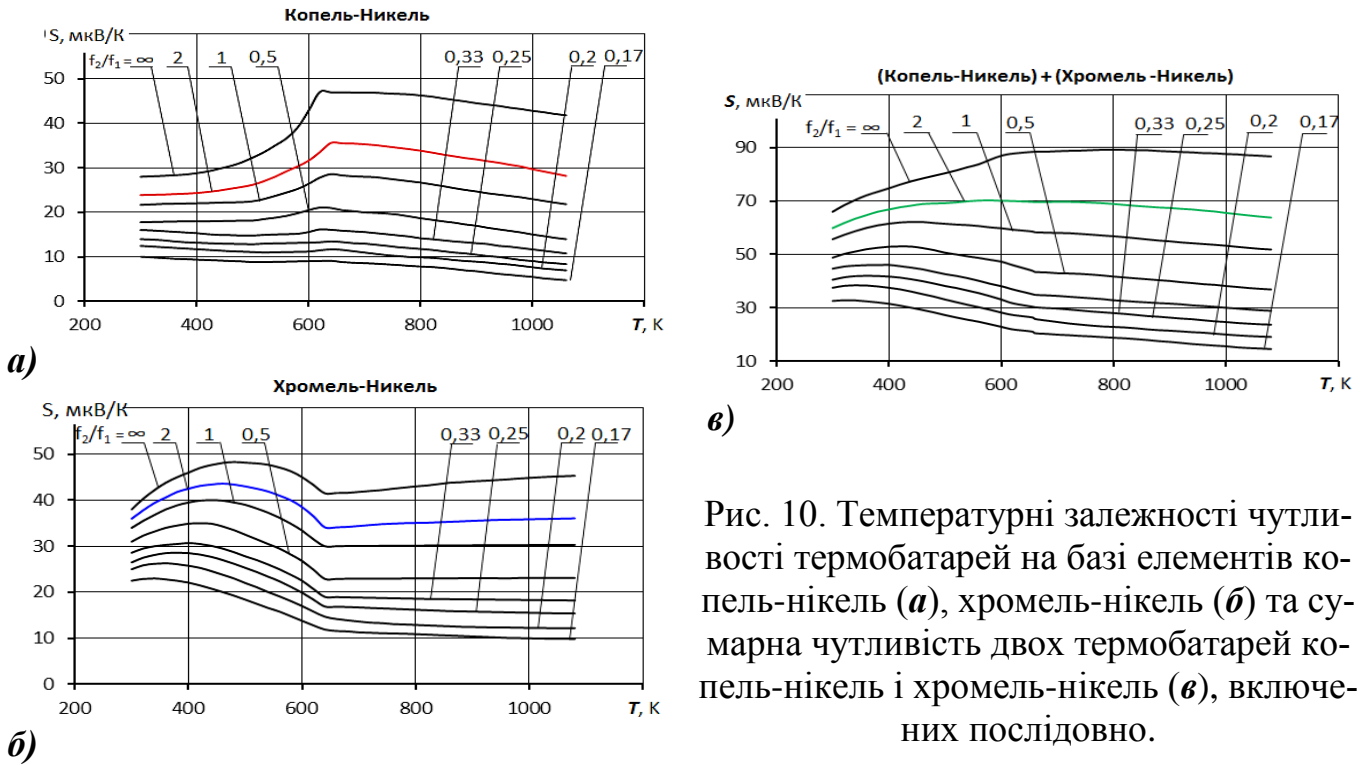 Копель-Никель
S, мкВ/К
f₂/f₁ = ∞ 2 1 0,5 0,33 0,25 0,2 0,17
50
40
30
20
10
0
200 400 600 800 1000 T, K
а)
Хромель-Никель
S, мкВ/К
f₂/f₁ = ∞ 2 1 0,5 0,33 0,25 0,2 0,17
50
40
30
20
10
0
200 400 600 800 1000 T, K
б)
(Копель-Никель) + (Хромель -Никель)
S, мкВ/К
f₂/f₁ = ∞ 2 1 0,5 0,33 0,25 0,2 0,17
90
70
50
30
10
200 400 600 800 1000 T, K
в)
Рис. 10. Температурні залежності чутли-
вості термобатарей на базі елементів ко-
пель-нікель (а), хромель-нікель (б) та су-
марна чутливість двох термобатарей ко-
пель-нікель і хромель-нікель (в), включе-
них послідовно.